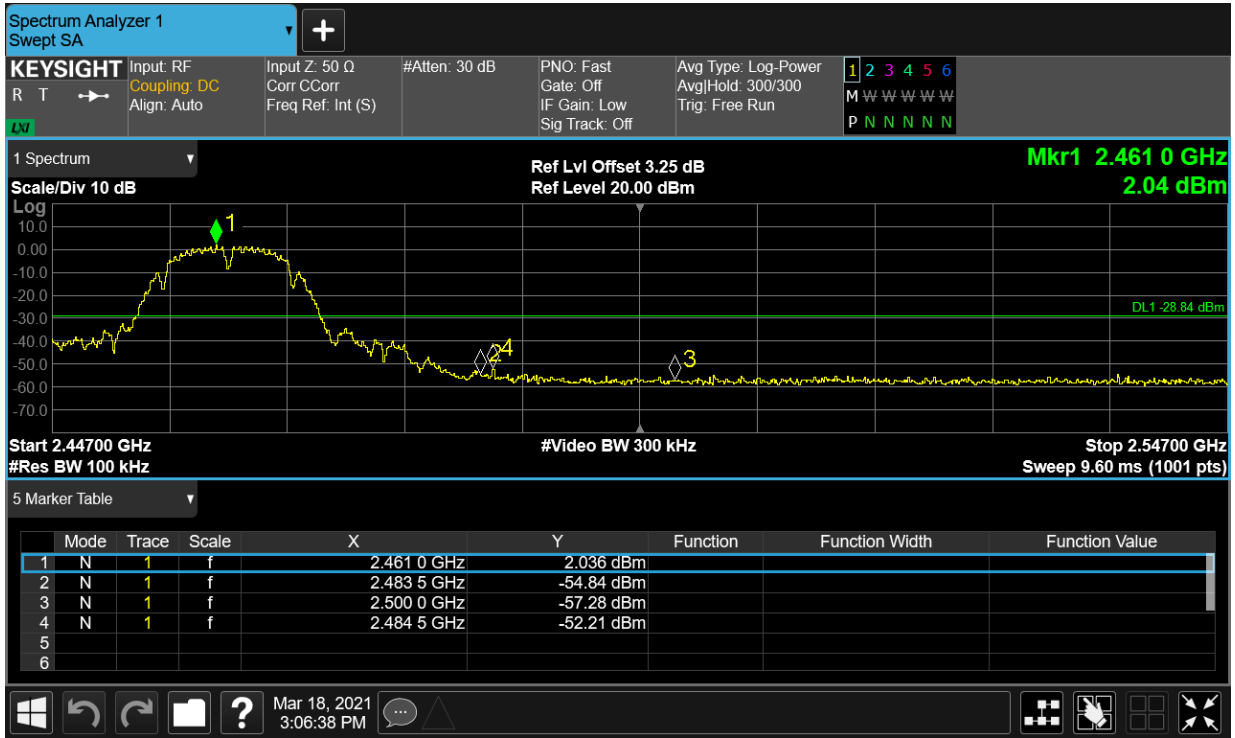 Spectrum Analyzer 1
Swept SA
KEYSIGHT Input: RF Input Z: 50 Ω #Atten: 30 dB PNO: Fast Avg Type: Log-Power 1 2 3 4 5 6
R T Coupling: DC Corr CCorr Gate: Off Avg|Hold: 300/300 M W W W W W
Align: Auto Freq Ref: Int (S) IF Gain: Low Trig: Free Run
LXI Sig Track: Off P N N N N N
1 Spectrum Ref Lvl Offset 3.25 dB Mkr1 2.461 0 GHz
Scale/Div 10 dB Ref Level 20.00 dBm 2.04 dBm
Log
10.0
0.00
-10.0
-20.0
-30.0
-40.0
-50.0
-60.0
-70.0
1
DL1 -28.84 dBm
2 4
3
Start 2.44700 GHz #Video BW 300 kHz Stop 2.54700 GHz
#Res BW 100 kHz Sweep 9.60 ms (1001 pts)
5 Marker Table
Mode Trace Scale X Y Function Function Width Function Value
1 N 1 f 2.461 0 GHz 2.036 dBm
2 N 1 f 2.483 5 GHz -54.84 dBm
3 N 1 f 2.500 0 GHz -57.28 dBm
4 N 1 f 2.484 5 GHz -52.21 dBm
5
6
? Mar 18, 2021
3:06:38 PM